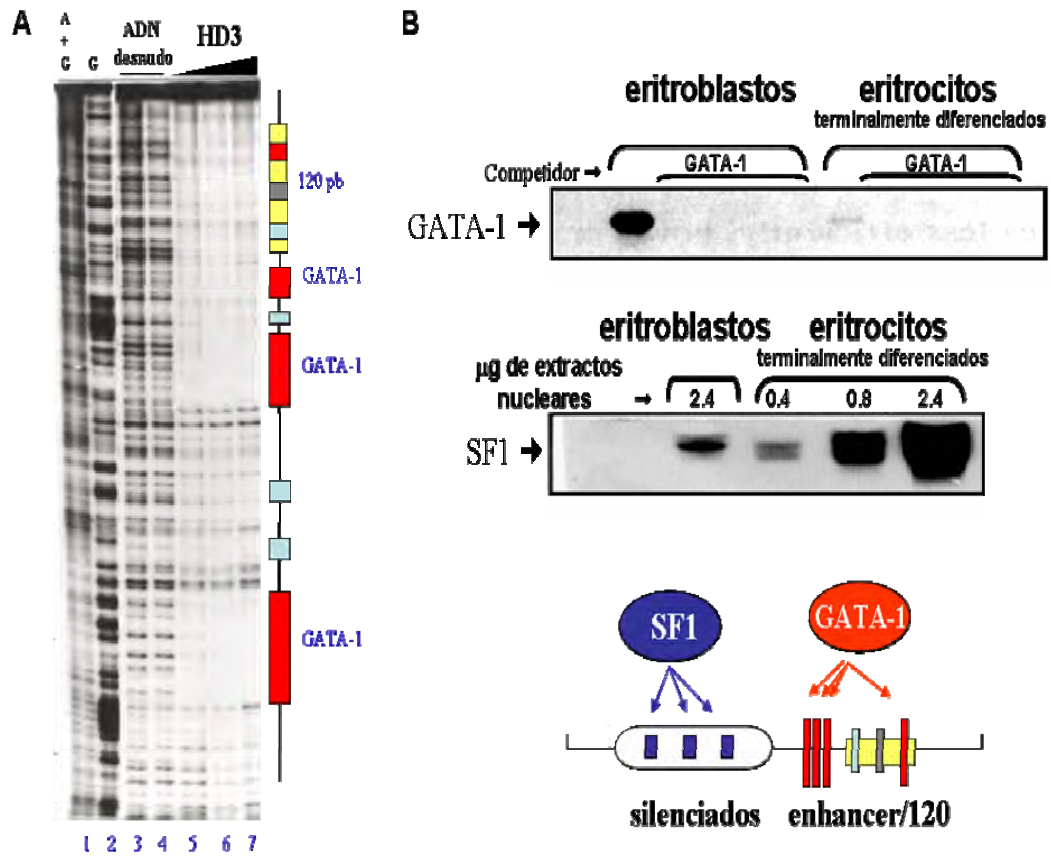 A
A
+
G
G
ADN
desnudo
HD3
120 pb
GATA-1
GATA-1
GATA-1
1 2 3 4 5 6 7
B
eritroblastos
eritrocitos
terminalmente diferenciados
Competidor →
GATA-1
GATA-1
GATA-1 →
eritroblastos
eritrocitos
terminalmente diferenciados
µg de extractos
nucleares →
2.4
0.4
0.8
2.4
SF1 →
SF1
GATA-1
silenciados
enhancer/120